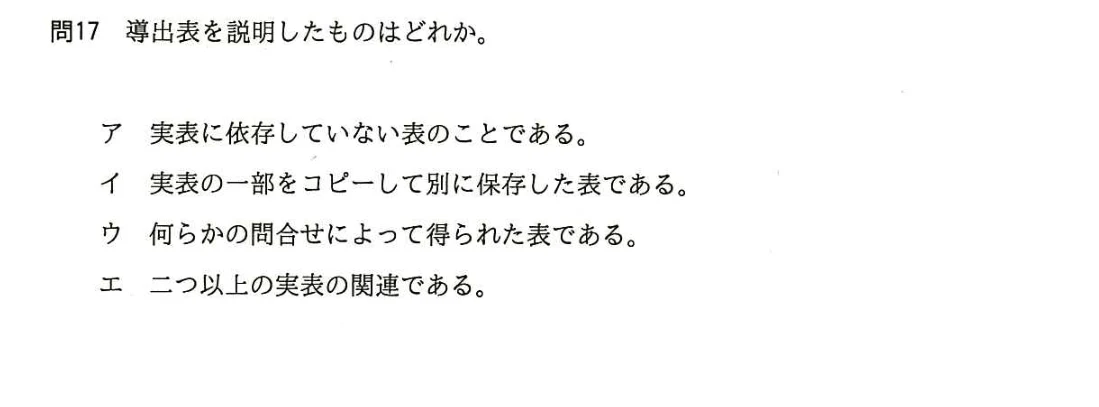 問17　導出表を説明したものはどれか。
ア　実表に依存していない表のことである。
イ　実表の一部をコピーして別に保存した表である。
ウ　何らかの問合せによって得られた表である。
エ　二つ以上の実表の関連である。